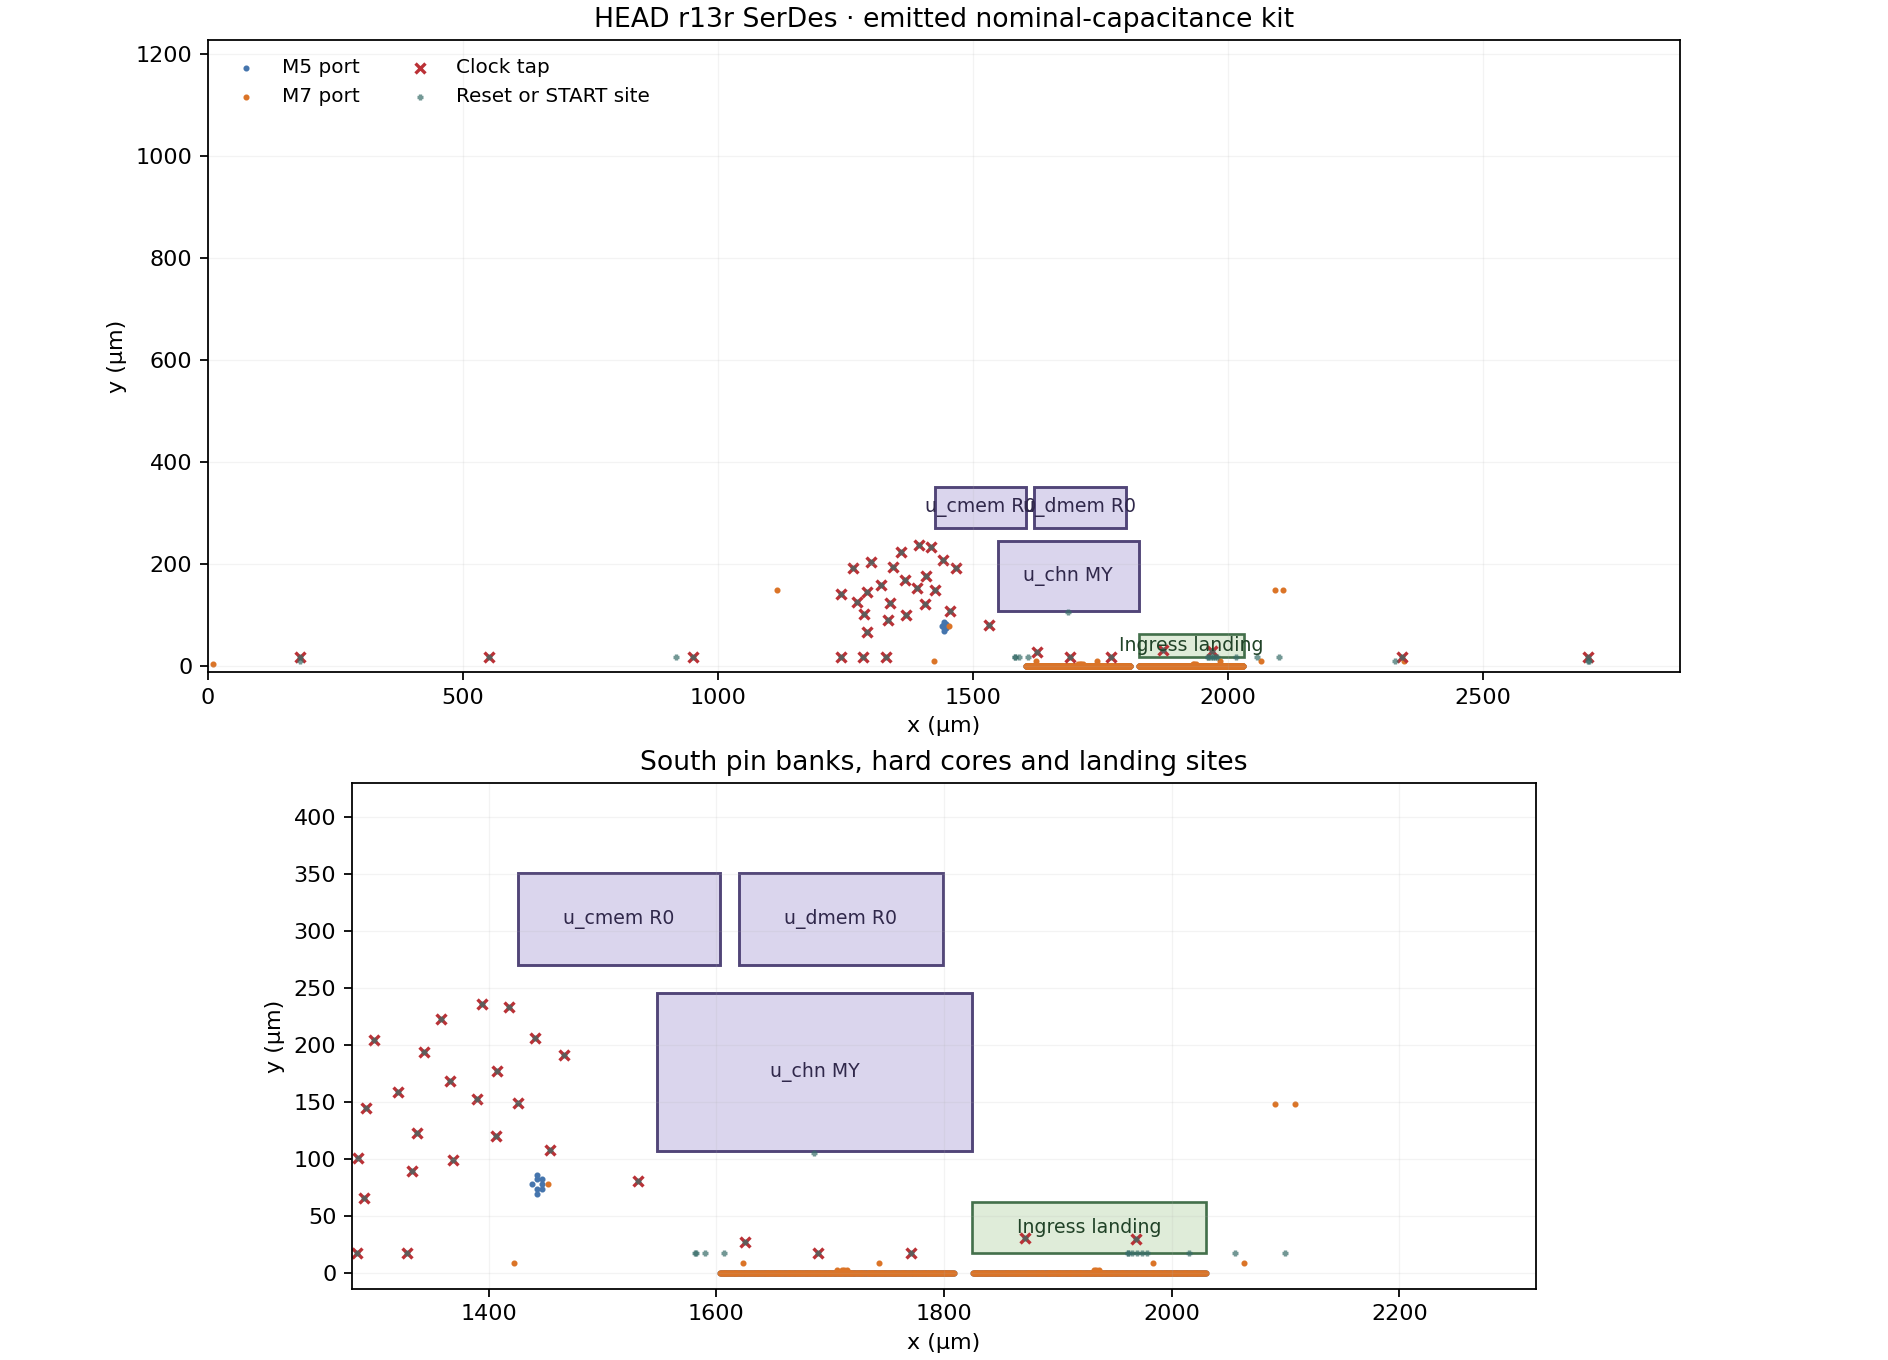 HEAD r13r SerDes · emitted nominal-capacitance kit
M5 port
M7 port
Clock tap
Reset or START site
1200
1000
800
600
400
200
0
y (µm)
u_cmem R0
u_dmem R0
u_chn MY
Ingress landing
0
500
1000
1500
2000
2500
x (µm)
South pin banks, hard cores and landing sites
400
350
300
250
200
150
100
50
0
y (µm)
u_cmem R0
u_dmem R0
u_chn MY
Ingress landing
1400
1600
1800
2000
2200
x (µm)